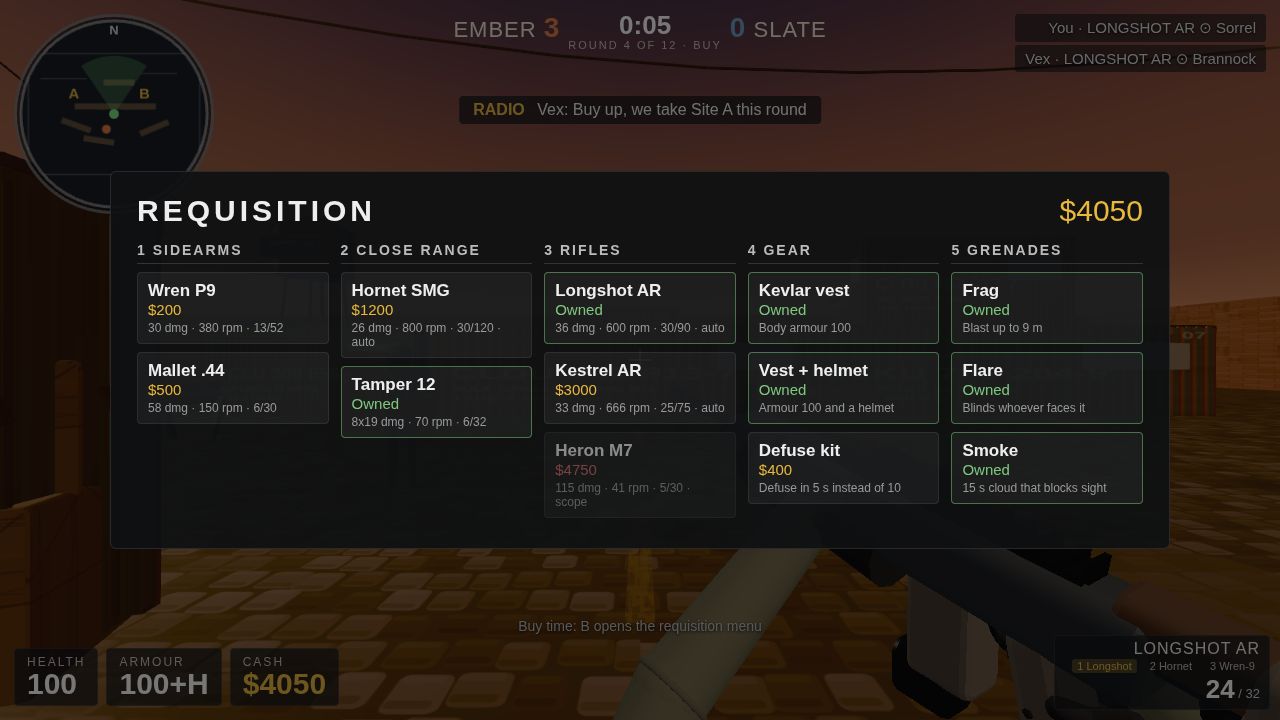 N
A
B
EMBER 3
0:05
ROUND 4 OF 12 · BUY
0 SLATE
You · LONGSHOT AR ⊙ Sorrel
Vex · LONGSHOT AR ⊙ Brannock
RADIO Vex: Buy up, we take Site A this round
REQUISITION
$4050
1 SIDEARMS
Wren P9
$200
30 dmg · 380 rpm · 13/52
Mallet .44
$500
58 dmg · 150 rpm · 6/30
2 CLOSE RANGE
Hornet SMG
$1200
26 dmg · 800 rpm · 30/120 ·
auto
Tamper 12
Owned
8x19 dmg · 70 rpm · 6/32
3 RIFLES
Longshot AR
Owned
36 dmg · 600 rpm · 30/90 · auto
Kestrel AR
$3000
33 dmg · 666 rpm · 25/75 · auto
Heron M7
$4750
115 dmg · 41 rpm · 5/30 ·
scope
4 GEAR
Kevlar vest
Owned
Body armour 100
Vest + helmet
Owned
Armour 100 and a helmet
Defuse kit
$400
Defuse in 5 s instead of 10
5 GRENADES
Frag
Owned
Blast up to 9 m
Flare
Owned
Blinds whoever faces it
Smoke
Owned
15 s cloud that blocks sight
07
Buy time: B opens the requisition menu
HEALTH
100
ARMOUR
100+H
CASH
$4050
LONGSHOT AR
1 Longshot 2 Hornet 3 Wren-9
24 / 32